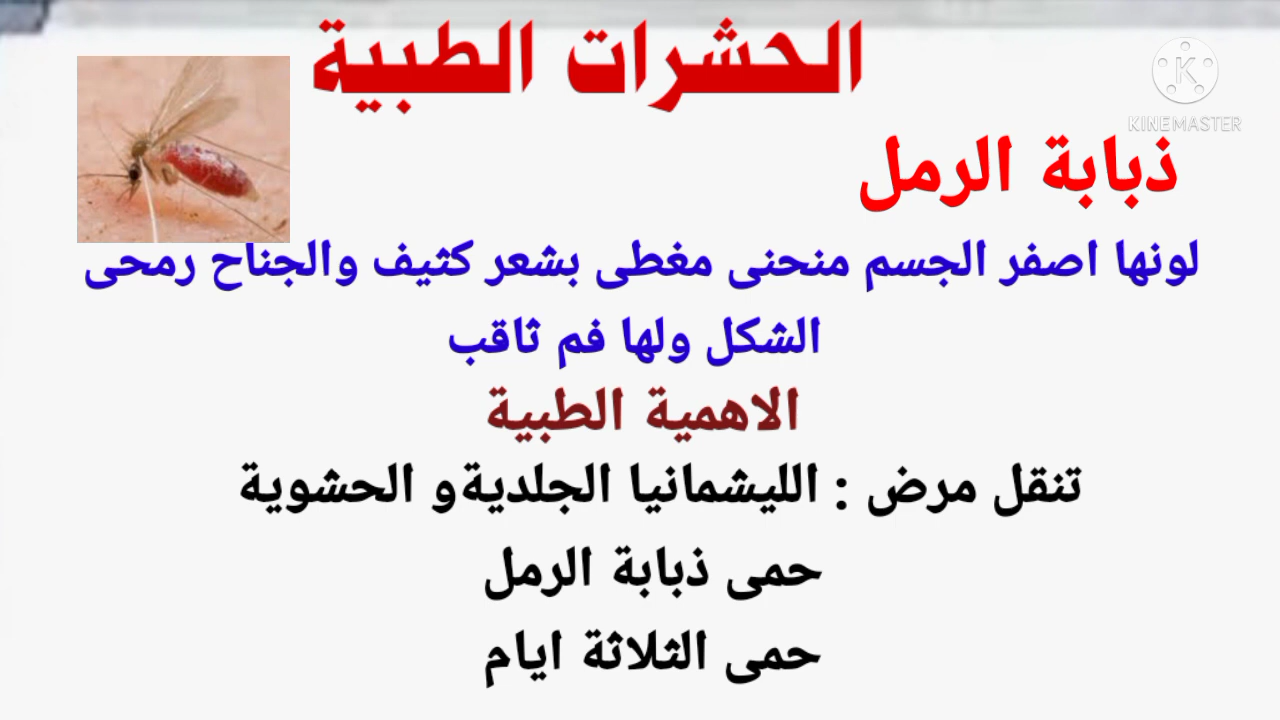 الحشرات الطبية
KINEMASTER
ذبابة الرمل
لونها اصفر الجسم منحنى مغطى بشعر كثيف والجناح رمحى
الشكل ولها فم ثاقب
الاهمية الطبية
تنقل مرض : الليشمانيا الجلديةو الحشوية
حمى ذبابة الرمل
حمى الثلاثة ايام